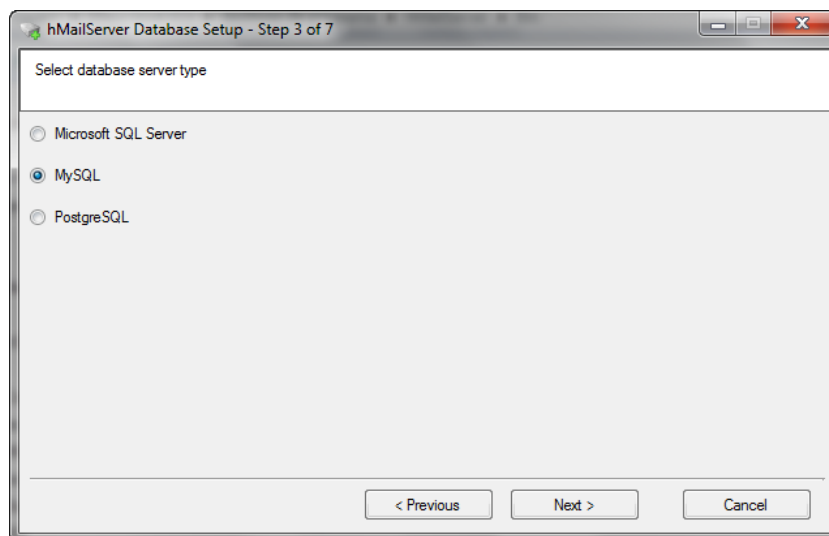 hMailServer Database Setup - Step 3 of 7
Select database server type
Microsoft SQL Server
MySQL
PostgreSQL
< Previous
Next >
Cancel